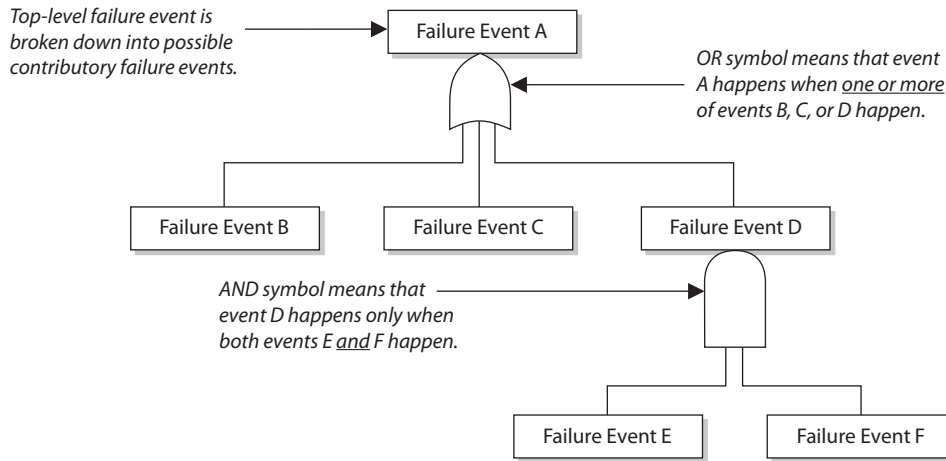 Top-level failure event is
broken down into possible
contributory failure events.
Failure Event A
OR symbol means that event
A happens when one or more
of events B, C, or D happen.
Failure Event B
Failure Event C
Failure Event D
AND symbol means that
event D happens only when
both events E and F happen.
Failure Event E
Failure Event F